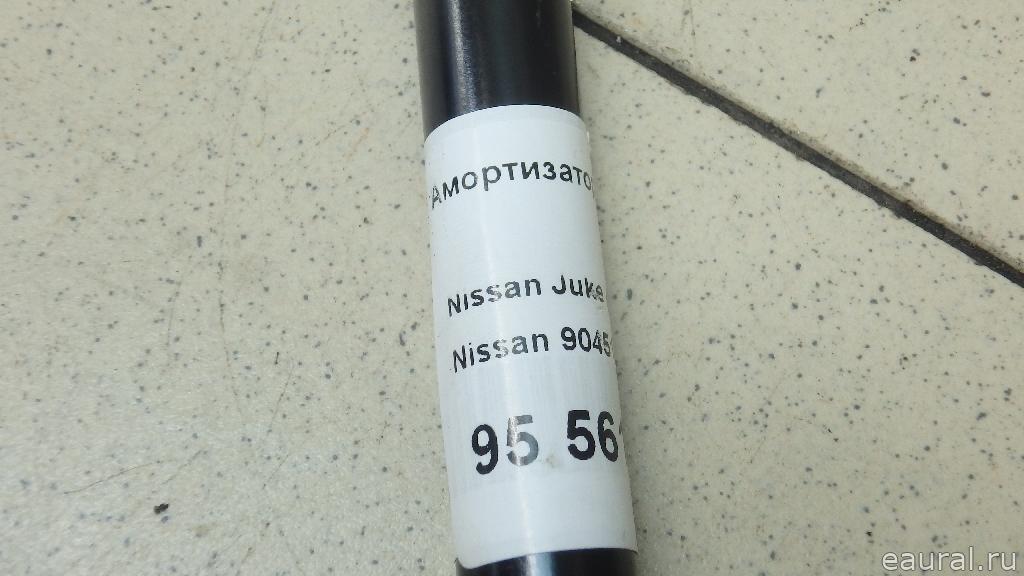 Амортизато
Nissan Juke
Nissan 9045
95 56
eaural.ru